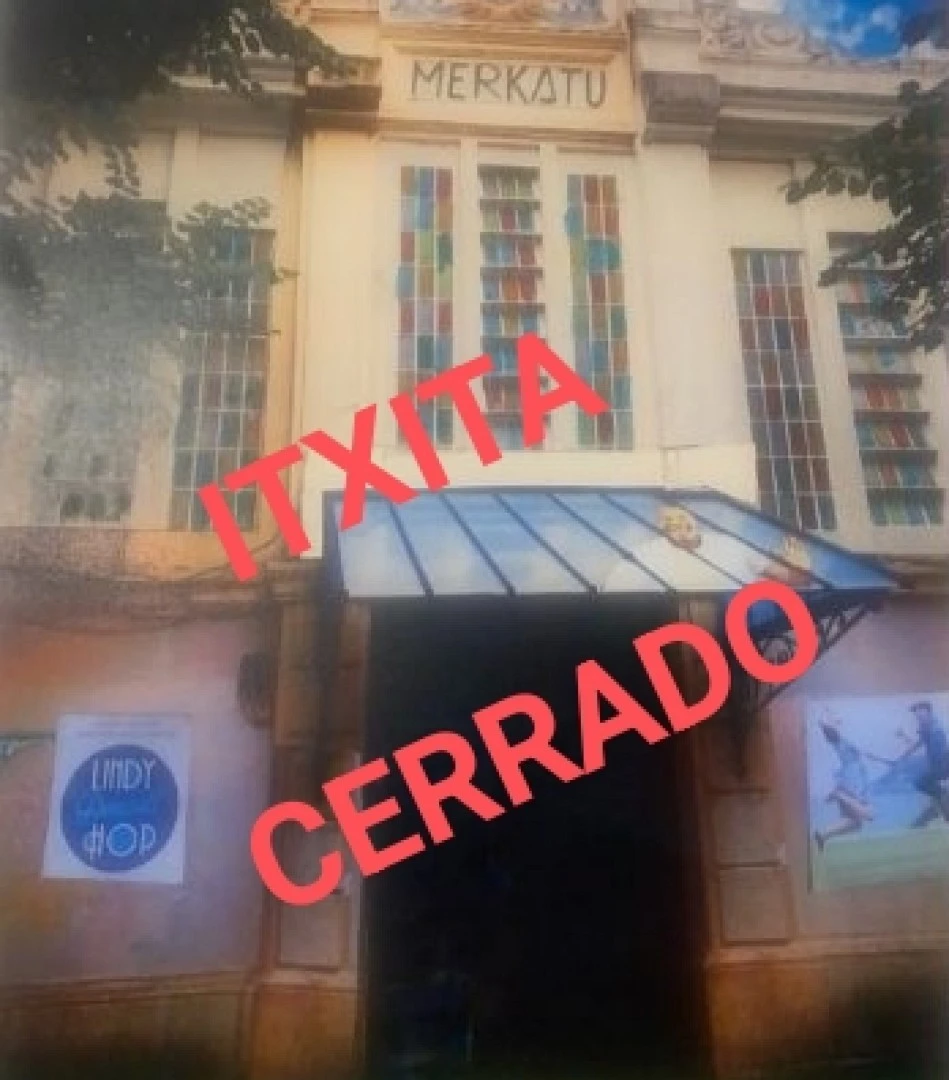 MERKATU
ITXITA
CERRADO
LINDY
HOP